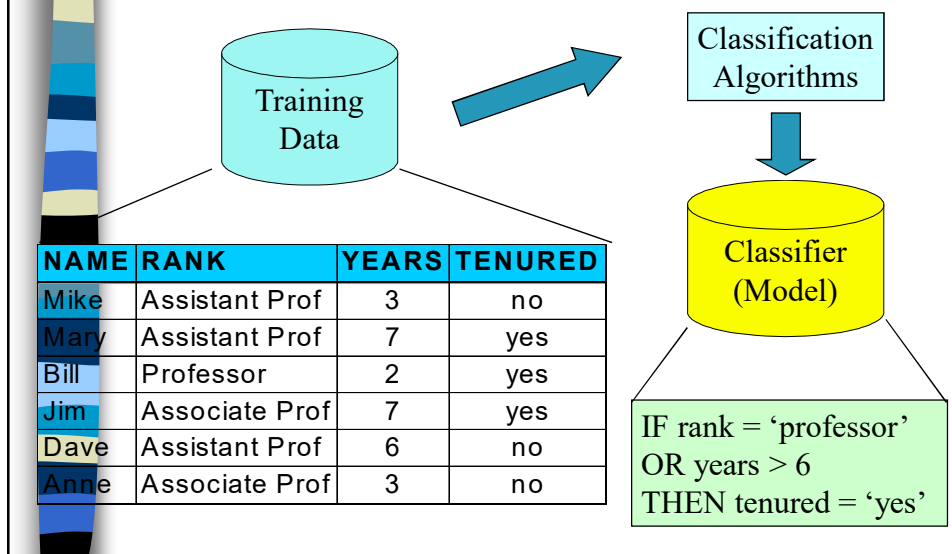 Training
Data
Classification
Algorithms
Classifier
(Model)
NAME RANK YEARS TENURED
Mike Assistant Prof 3 no
Mary Assistant Prof 7 yes
Bill Professor 2 yes
Jim Associate Prof 7 yes
Dave Assistant Prof 6 no
Anne Associate Prof 3 no
IF rank = ‘professor’
OR years > 6
THEN tenured = ‘yes’